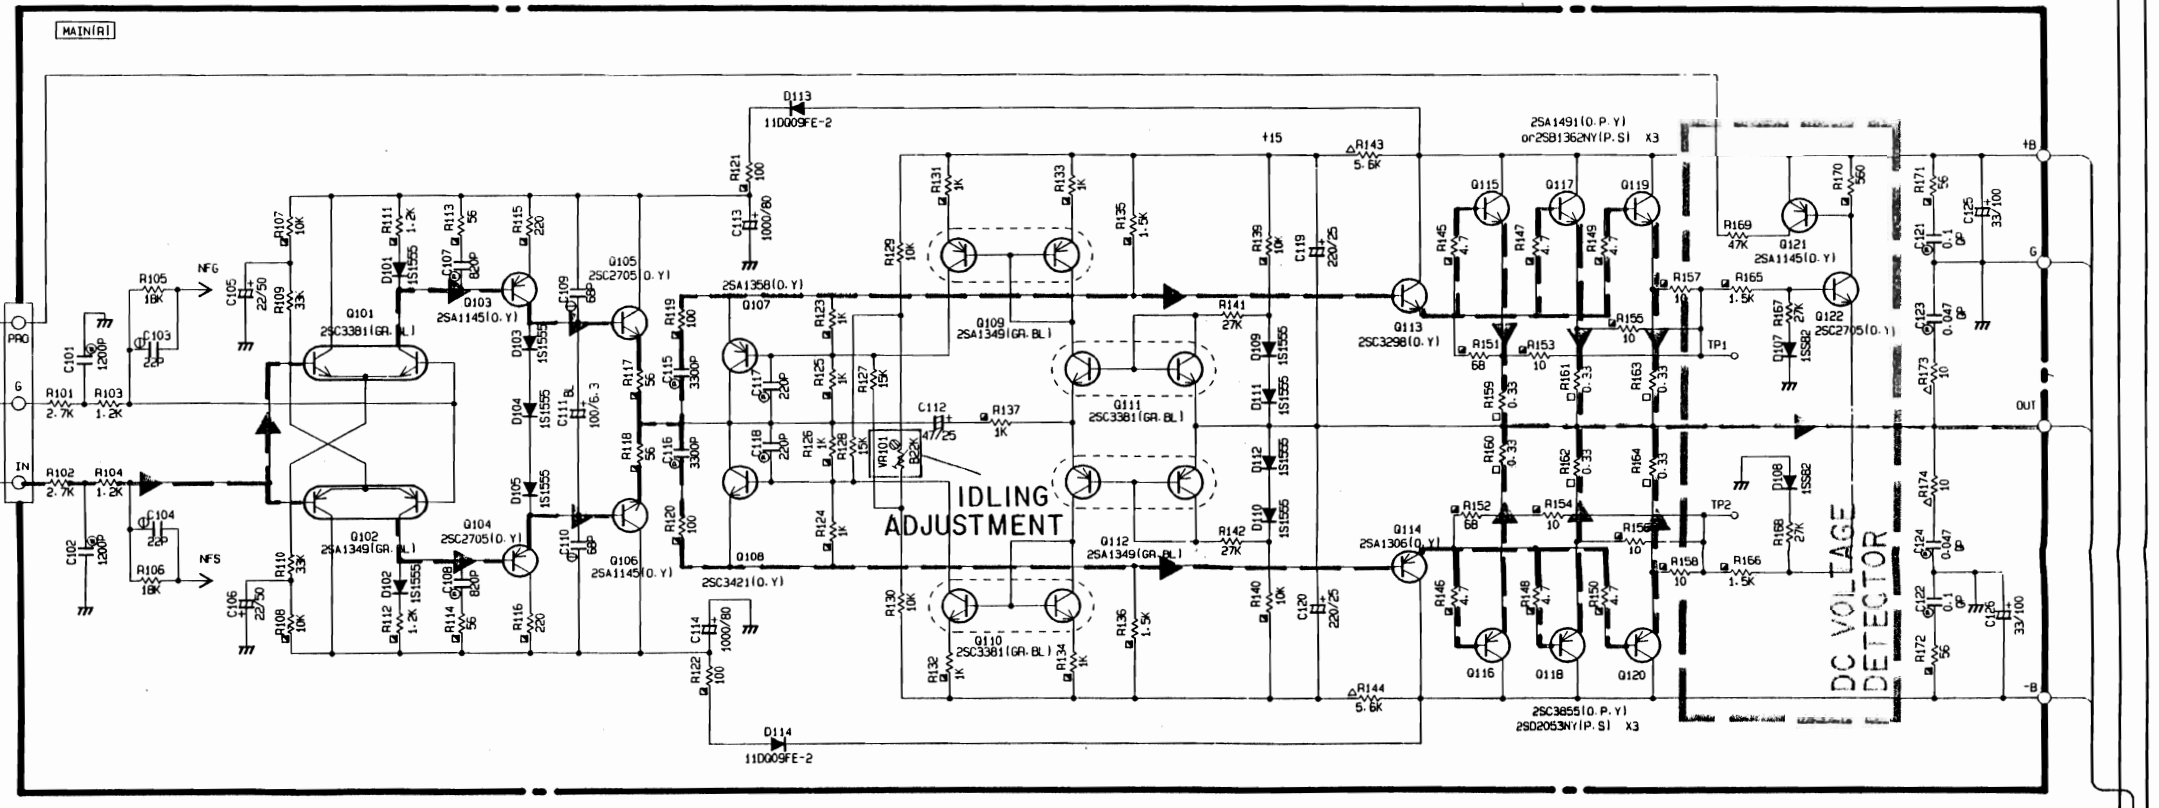 MAIN(R)
PRO
G
IN
R101
2.7K
R102
2.7K
R103
1.2K
R104
1.2K
C101
1200P
C102
1200P
R105
18K
NFG
C103
22P
C104
22P
R106
18K
NFS
C105
22/50
C106
22/50
R107
10K
R109
33K
R110
33K
R108
10K
Q101
2SC3381(GR.BL)
Q102
2SA1349(GR.BL)
R111
1.2K
D101
1S1555
D102
1S1555
R112
1.2K
R113
56
C107
820P
C108
820P
R114
56
Q103
2SA1145(O.Y)
Q104
2SC2705(O.Y)
R115
220
R116
220
D103
1S1555
D104
1S1555
D105
1S1555
C109
68P
C110
68P
C111
BL
100/6.3
Q105
2SC2705(O.Y)
Q106
2SA1145(O.Y)
R117
56
R118
56
R119
100
R120
100
C115
3300P
C116
3300P
D113
11DQ09FE-2
R121
100
C113
1000/80
C114
1000/80
R122
100
D114
11DQ09FE-2
2SA1358(O.Y)
Q107
Q108
2SC3421(O.Y)
C117
220P
C118
220P
R123
1K
R125
1K
R126
1K
R124
1K
R127
15K
R128
15K
VR101
B22K
R129
10K
R130
10K
C112
47/25
R137
1K
IDLING
ADJUSTMENT
R131
1K
R133
1K
R132
1K
R134
1K
Q109
2SA1349(GR.BL)
Q110
2SC3381(GR.BL)
Q111
2SC3381(GR.BL)
Q112
2SA1349(GR.BL)
R135
1.5K
R136
1.5K
R141
27K
R142
27K
+15
R139
10K
R140
10K
D109
1S1555
D111
1S1555
D112
1S1555
D110
1S1555
C119
220/25
C120
220/25
R143
5.6K
R144
5.6K
Q113
2SC3298(O.Y)
Q114
2SA1306(O.Y)
2SA1491(O.P.Y)
or2SB1362NY(P.S) X3
Q115
Q117
Q119
R145
4.7
R147
4.7
R149
4.7
R151
68
R153
10
R155
10
R157
10
R159
0.33
R161
0.33
R163
0.33
R160
0.33
R162
0.33
R164
0.33
R152
68
R154
10
R156
10
R158
10
R146
4.7
R148
4.7
R150
4.7
Q116
Q118
Q120
2SC3855(O.P.Y)
2SD2053NY(P.S) X3
TP1
TP2
R165
1.5K
R166
1.5K
R167
27K
R168
27K
D107
1SS82
D108
1SS82
R169
47K
R170
560
Q121
2SA1145(O.Y)
Q122
2SC2705(O.Y)
DC VOLTAGE
DETECTOR
R171
56
C121
0.1
C123
0.047
R173
10
R174
10
C124
0.047
C122
0.1
R172
56
C125
33/100
C126
33/100
+B
G
OUT
-B